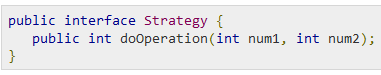 public interface Strategy {
   public int doOperation(int num1, int num2);
}